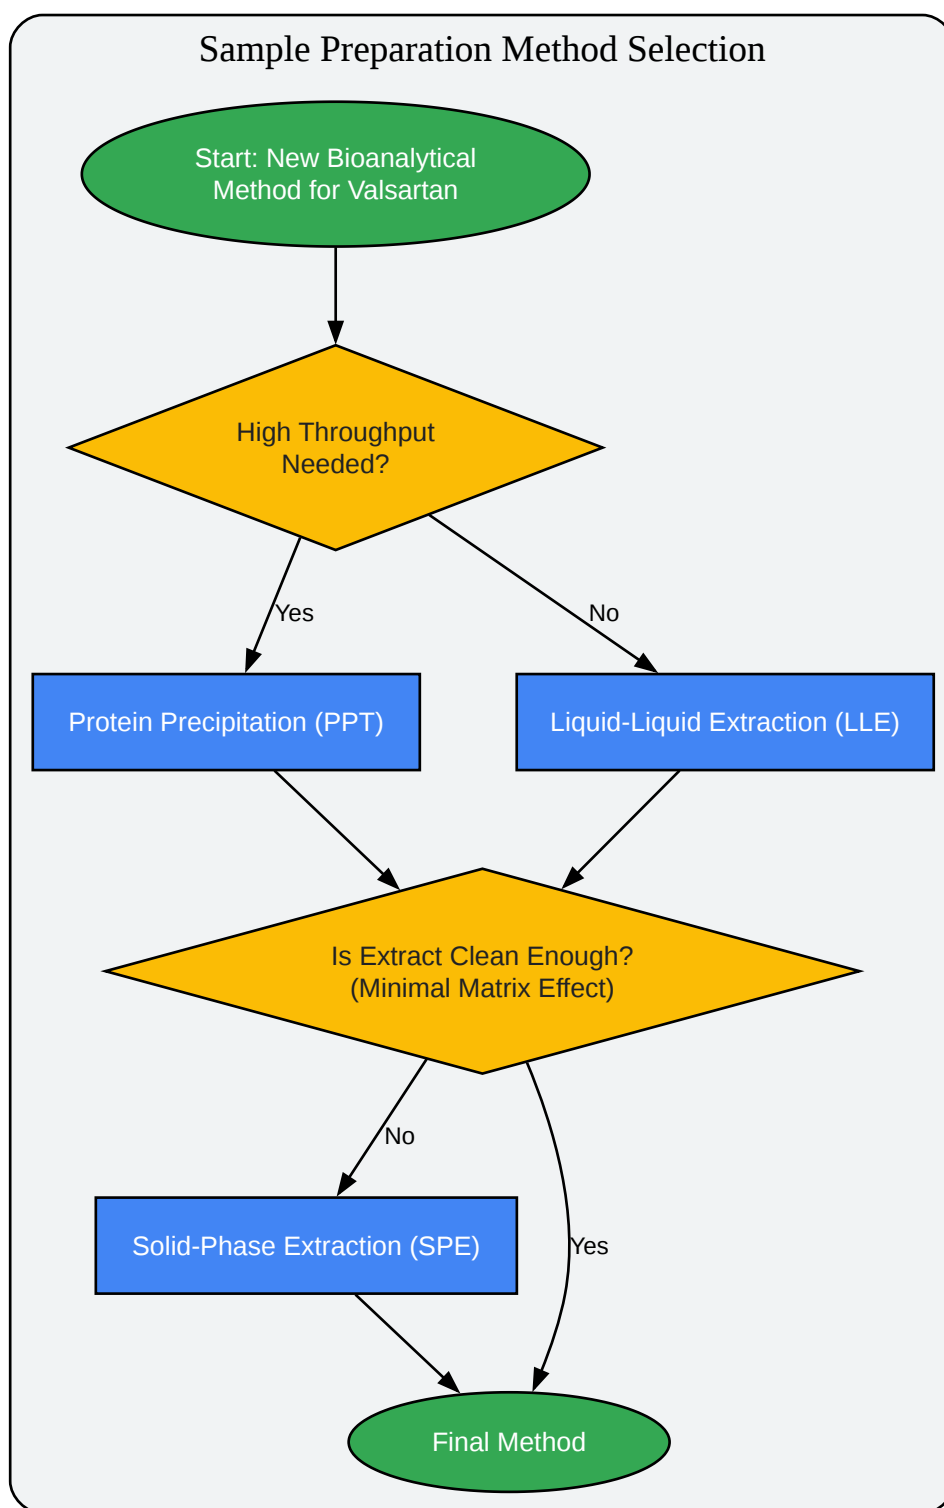 Sample Preparation Method Selection
Start: New Bioanalytical
Method for Valsartan
High Throughput
Needed?
Yes
No
Protein Precipitation (PPT)
Liquid-Liquid Extraction (LLE)
Is Extract Clean Enough?
(Minimal Matrix Effect)
No
Solid-Phase Extraction (SPE)
Yes
Final Method